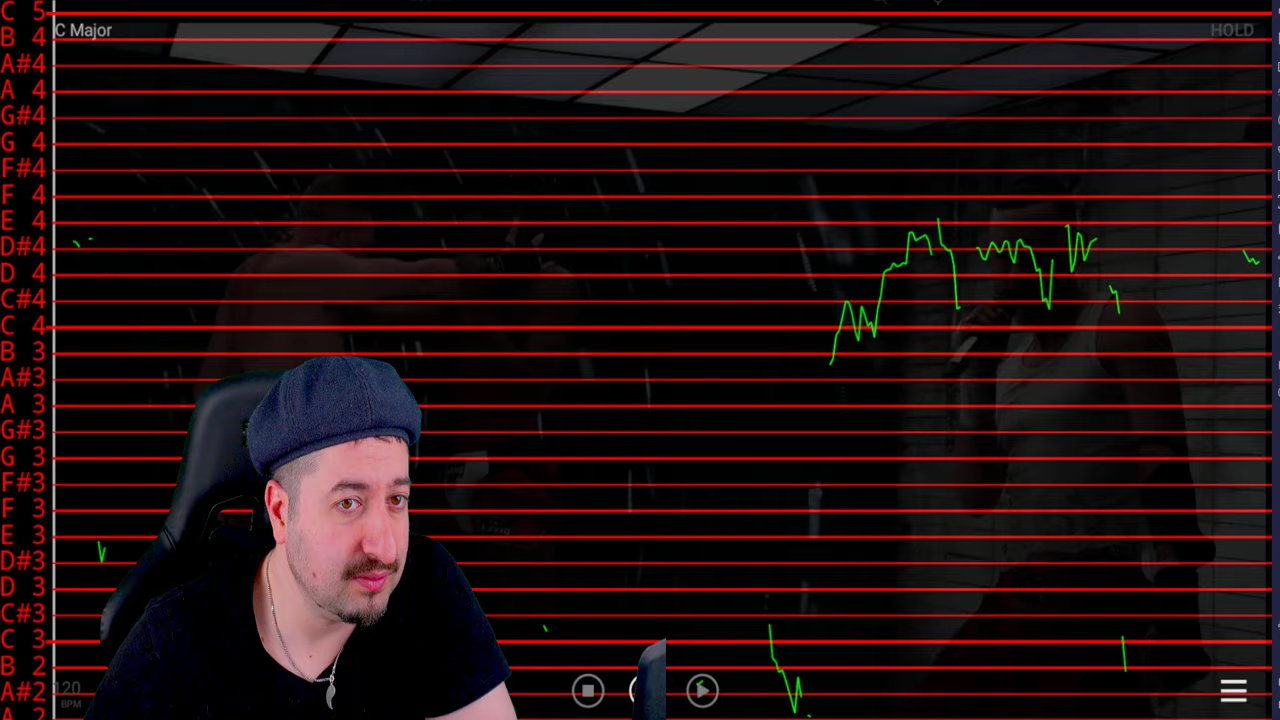 C 5
C Major
HOLD
B 4
A#4
A 4
G#4
G 4
F#4
F 4
E 4
D#4
D 4
C#4
C 4
B 3
A#3
A 3
G#3
G 3
F#3
F 3
E 3
D#3
D 3
C#3
C 3
B 2
A#2
120
BPM
A 2